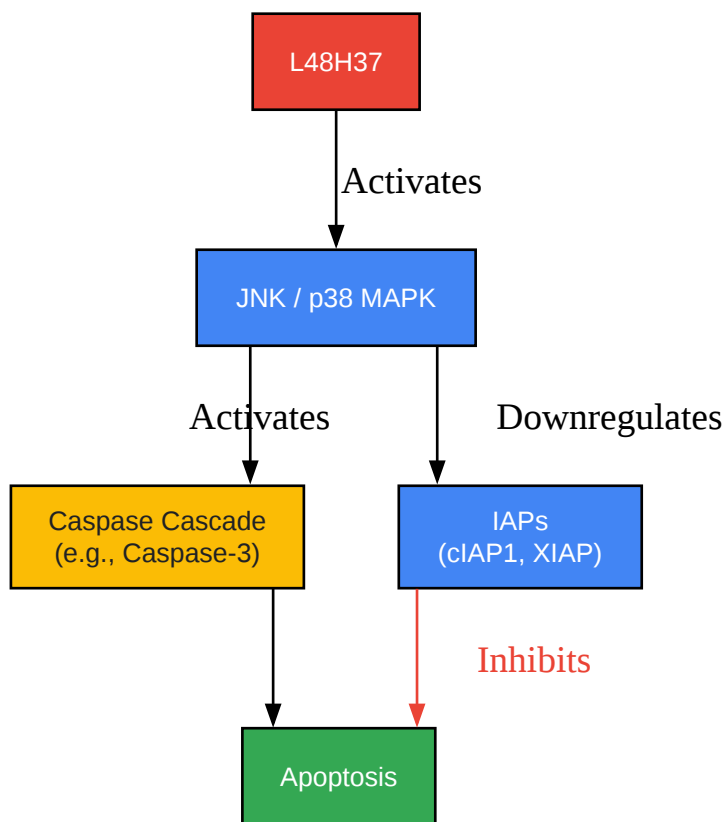 L48H37
Activates
JNK / p38 MAPK
Activates
Downregulates
Caspase Cascade
(e.g., Caspase-3)
IAPs
(cIAP1, XIAP)
Inhibits
Apoptosis